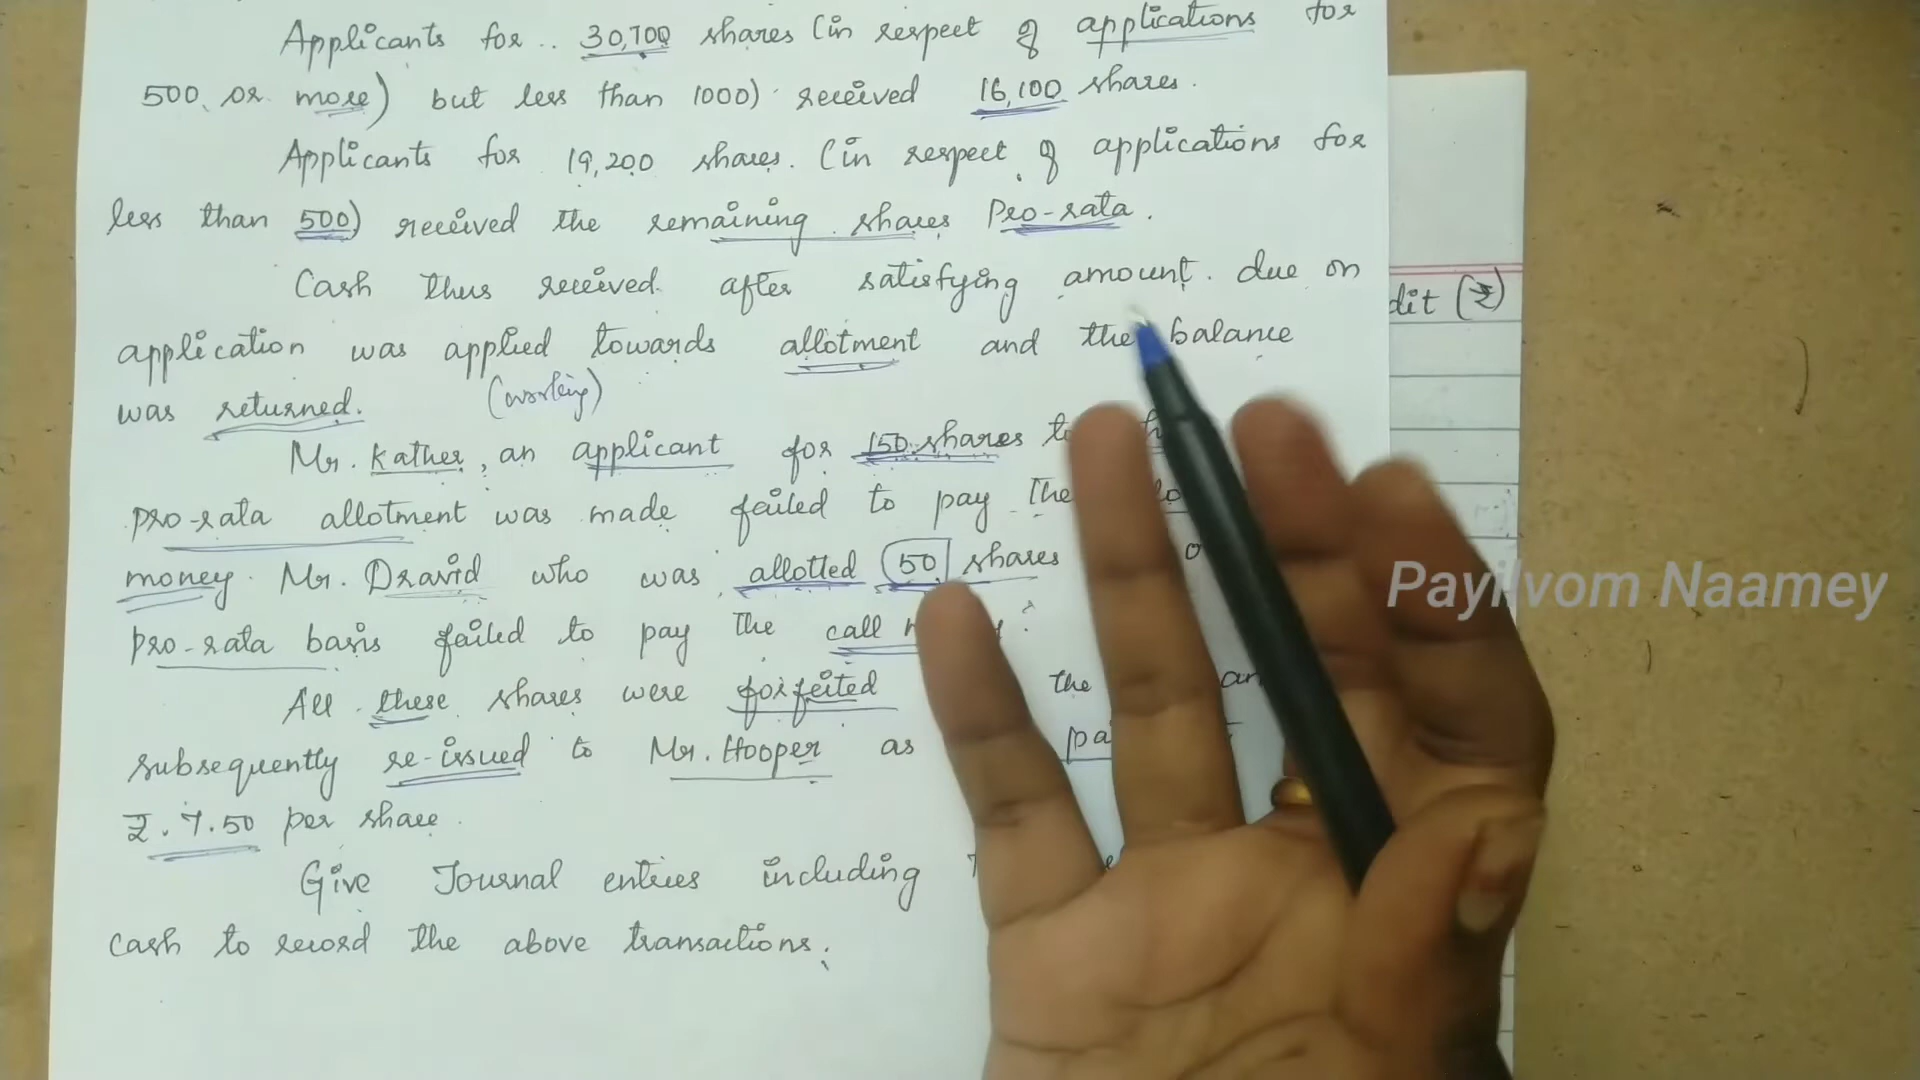 Applicants for .. 30,700 shares (in respect of applications for
500 or more) but less than 1000) received 16,100 shares.
Applicants for 19,200 shares. (in respect of applications for
less than 500) received the remaining shares Pro-rata.
Cash thus received after satisfying amount due on
application was applied towards allotment and the balance
was returned. (working)
Mr. Kather, an applicant for 150 shares
pro-rata allotment was made failed to pay the
money. Mr. Dravid who was allotted 50 shares
pro-rata basis failed to pay the call
All these shares were forfeited the
subsequently re-issued to Mr. Hooper as
₹.7.50 per share.
Give Journal entries including
cash to record the above transactions.
dit (₹)
Payilvom Naamey